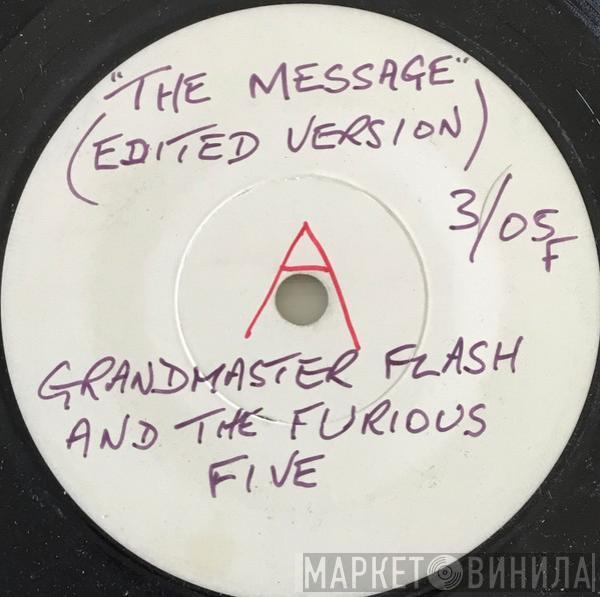 "THE MESSAGE"
(EDITED VERSION)
3/05
F
A
GRANDMASTER FLASH
AND THE FURIOUS
FIVE
МАРКЕТ ВИНИЛА